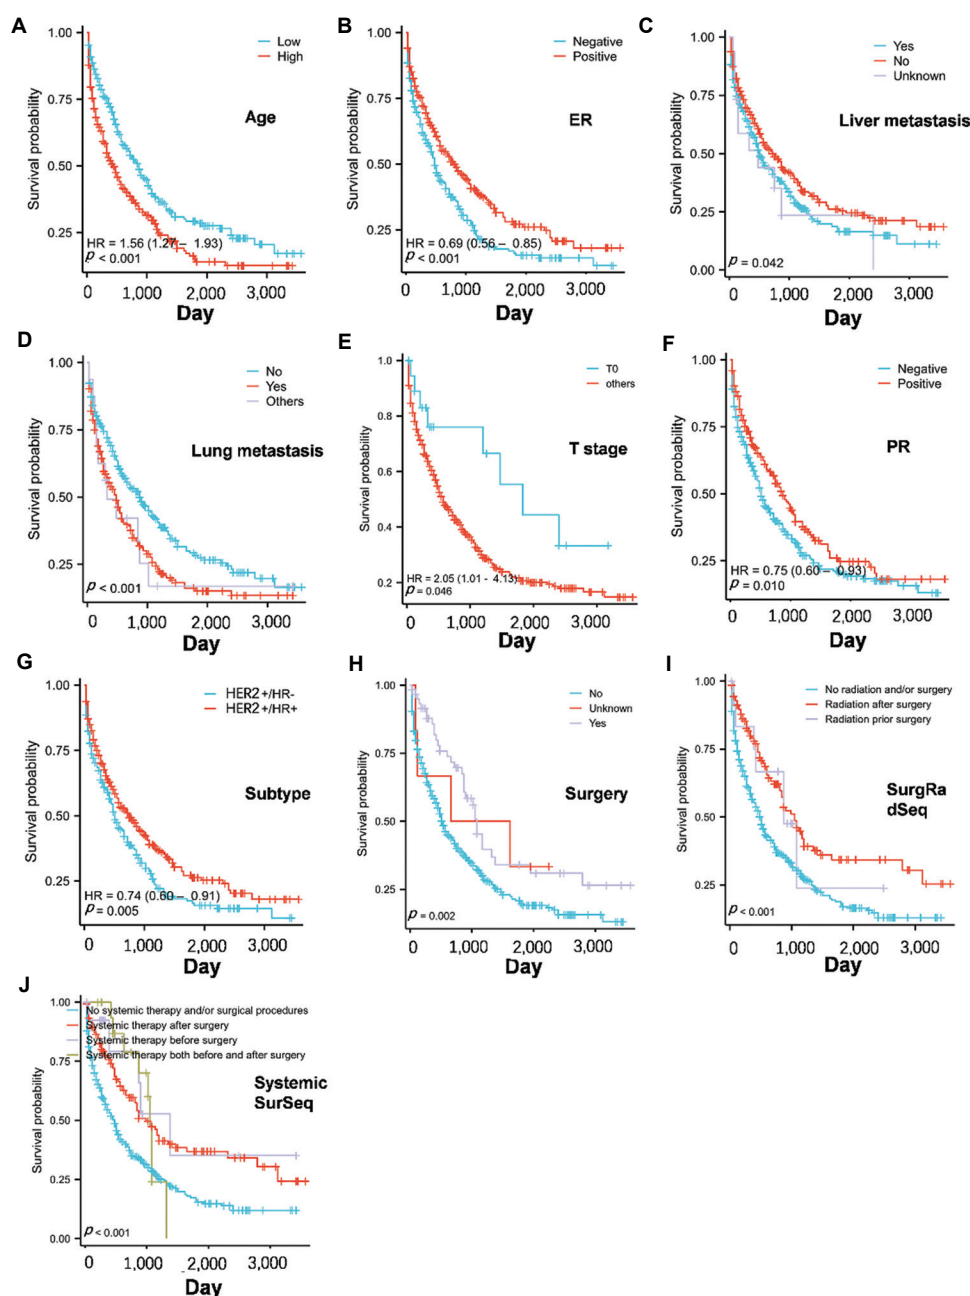 A
Survival probability
1.00
0.75
0.50
0.25
Low
High
Age
HR = 1.56 (1.27 – 1.93)
p < 0.001
0 1,000 2,000 3,000
Day
B
Survival probability
1.00
0.75
0.50
0.25
Negative
Positive
ER
HR = 0.69 (0.56 – 0.85)
p < 0.001
0 1,000 2,000 3,000
Day
C
Survival probability
1.00
0.75
0.50
0.25
0.00
Yes
No
Unknown
Liver metastasis
p = 0.042
0 1,000 2,000 3,000
Day
D
Survival probability
1.00
0.75
0.50
0.25
No
Yes
Others
Lung metastasis
p < 0.001
0 1,000 2,000 3,000
Day
E
Survival probability
1.0
0.8
0.6
0.4
0.2
T0
others
T stage
HR = 2.05 (1.01 - 4.13)
p = 0.046
0 1,000 2,000 3,000
Day
F
Survival probability
1.00
0.75
0.50
0.25
Negative
Positive
PR
HR = 0.75 (0.60 – 0.93)
p = 0.010
0 1,000 2,000 3,000
Day
G
Survival probability
1.00
0.75
0.50
0.25
HER2+/HR-
HER2+/HR+
Subtype
HR = 0.74 (0.60 – 0.91)
p = 0.005
0 1,000 2,000 3,000
Day
H
Survival probability
1.00
0.75
0.50
0.25
No
Unknown
Yes
Surgery
p = 0.002
0 1,000 2,000 3,000
Day
I
Survival probability
1.00
0.75
0.50
0.25
No radiation and/or surgery
Radiation after surgery
Radiation prior surgery
SurgRa
dSeq
p < 0.001
0 1,000 2,000 3,000
Day
J
Survival probability
1.00
0.75
0.50
0.25
0.00
No systemic therapy and/or surgical procedures
Systemic therapy after surgery
Systemic therapy before surgery
Systemic therapy both before and after surgery
Systemic
SurSeq
p < 0.001
0 1,000 2,000 3,000
Day